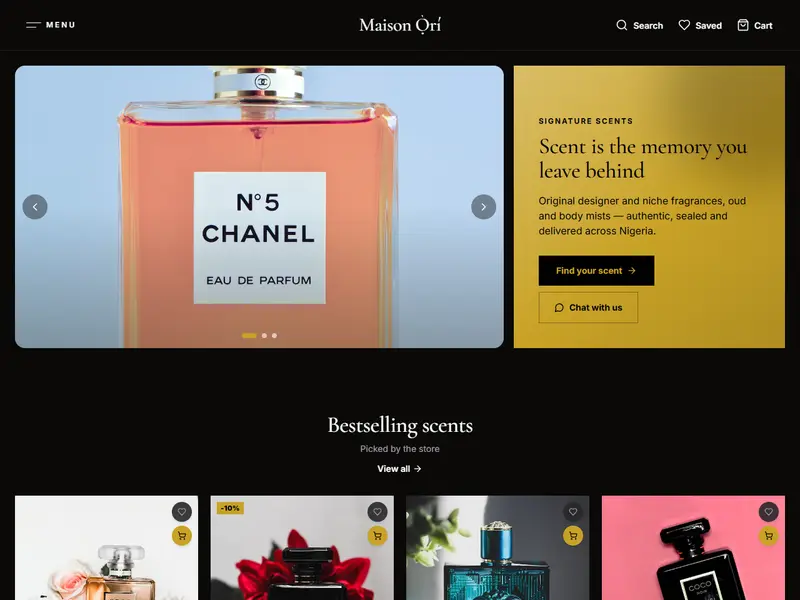 MENU
Maison Òrí
Search
Saved
Cart
N°5
CHANEL
EAU DE PARFUM
SIGNATURE SCENTS
Scent is the memory you
leave behind
Original designer and niche fragrances, oud
and body mists — authentic, sealed and
delivered across Nigeria.
Find your scent →
Chat with us
Bestselling scents
Picked by the store
View all →
-10%
COCO